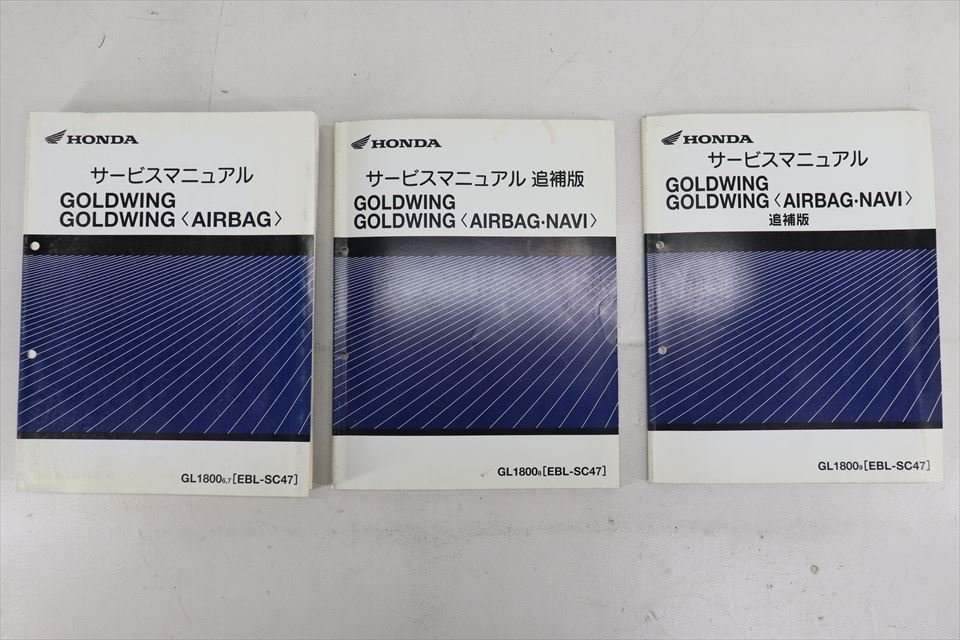 HONDA
サービスマニュアル
GOLDWING
GOLDWING〈AIRBAG〉
GL1800₆,₇[EBL-SC47]
HONDA
サービスマニュアル 追補版
GOLDWING
GOLDWING〈AIRBAG・NAVI〉
GL1800₈[EBL-SC47]
HONDA
サービスマニュアル
GOLDWING
GOLDWING〈AIRBAG・NAVI〉
追補版
GL1800₉[EBL-SC47]